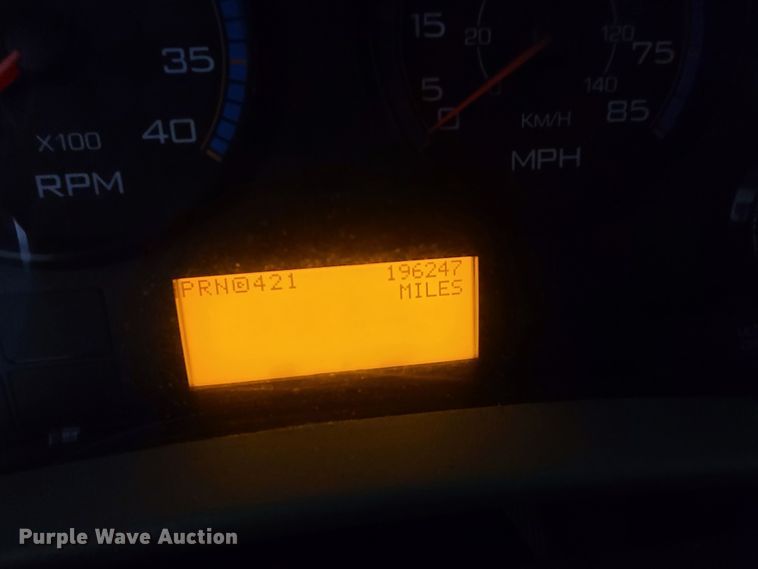 35
40
X100
RPM
15
5
20
120
75
140
85
KM/H
MPH
PRND421
196247
MILES
Purple Wave Auction